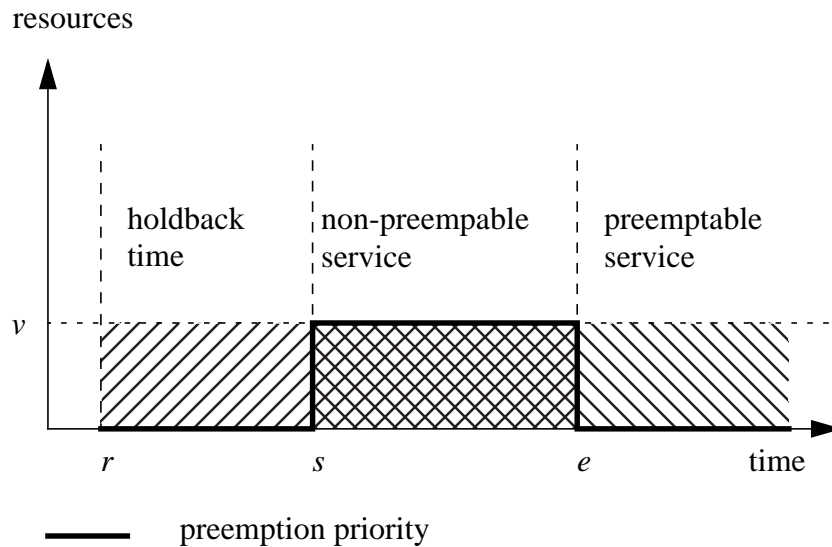 resources
holdback non-preempable preemptable
time service service
v
r s e time
preemption priority